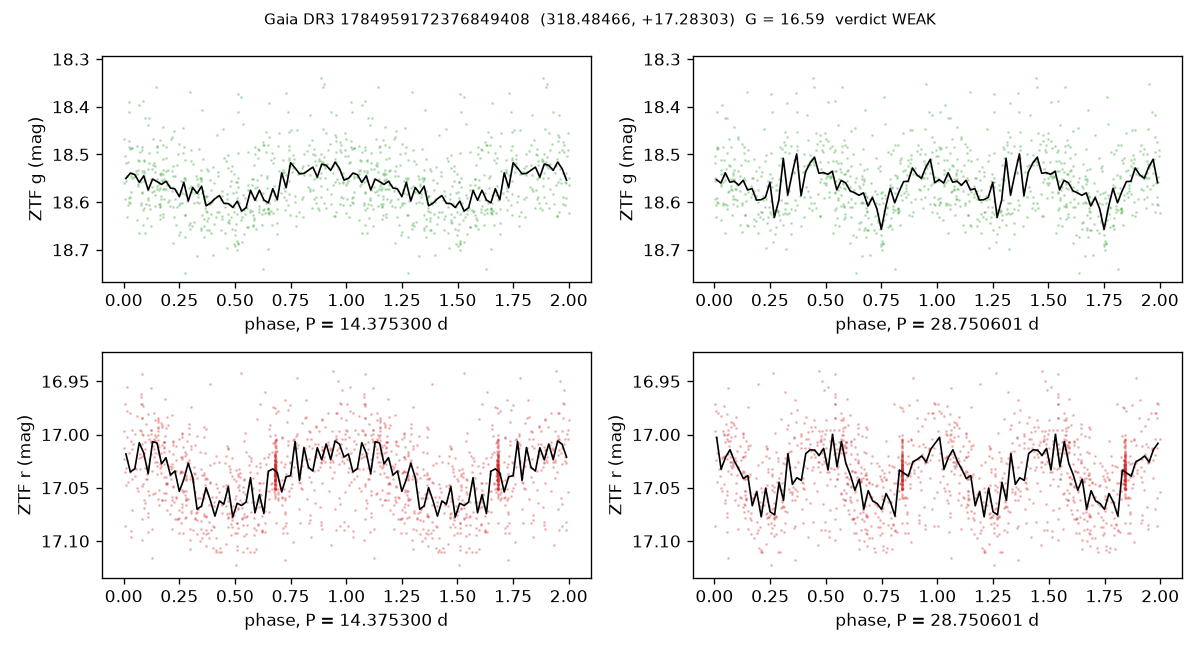 Gaia DR3 1784959172376849408  (318.48466, +17.28303)  G = 16.59  verdict WEAK
18.3
18.4
18.5
18.6
18.7
ZTF g (mag)
0.00 0.25 0.50 0.75 1.00 1.25 1.50 1.75 2.00
phase, P = 14.375300 d
18.3
18.4
18.5
18.6
18.7
ZTF g (mag)
0.00 0.25 0.50 0.75 1.00 1.25 1.50 1.75 2.00
phase, P = 28.750601 d
16.95
17.00
17.05
17.10
ZTF r (mag)
0.00 0.25 0.50 0.75 1.00 1.25 1.50 1.75 2.00
phase, P = 14.375300 d
16.95
17.00
17.05
17.10
ZTF r (mag)
0.00 0.25 0.50 0.75 1.00 1.25 1.50 1.75 2.00
phase, P = 28.750601 d